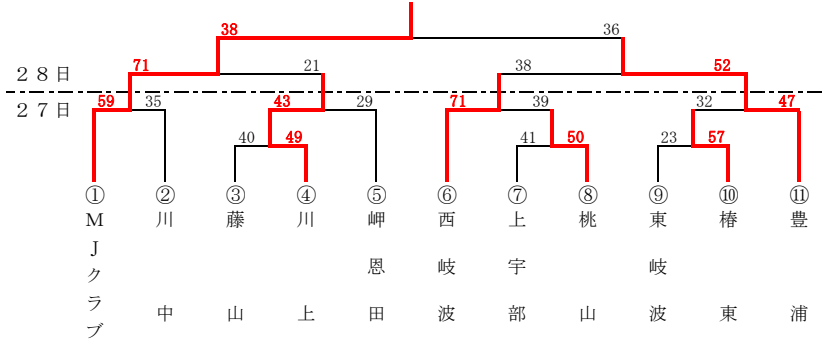 38
36
71
21
38
52
28日
59
35
43
29
71
39
32
47
27日
40
49
41
50
23
57
①
②
③
④
⑤
⑥
⑦
⑧
⑨
⑩
⑪
MJクラブ
川中
藤山
川上
岬恩田
西岐波
上宇部
桃山
東岐波
椿東
豊浦